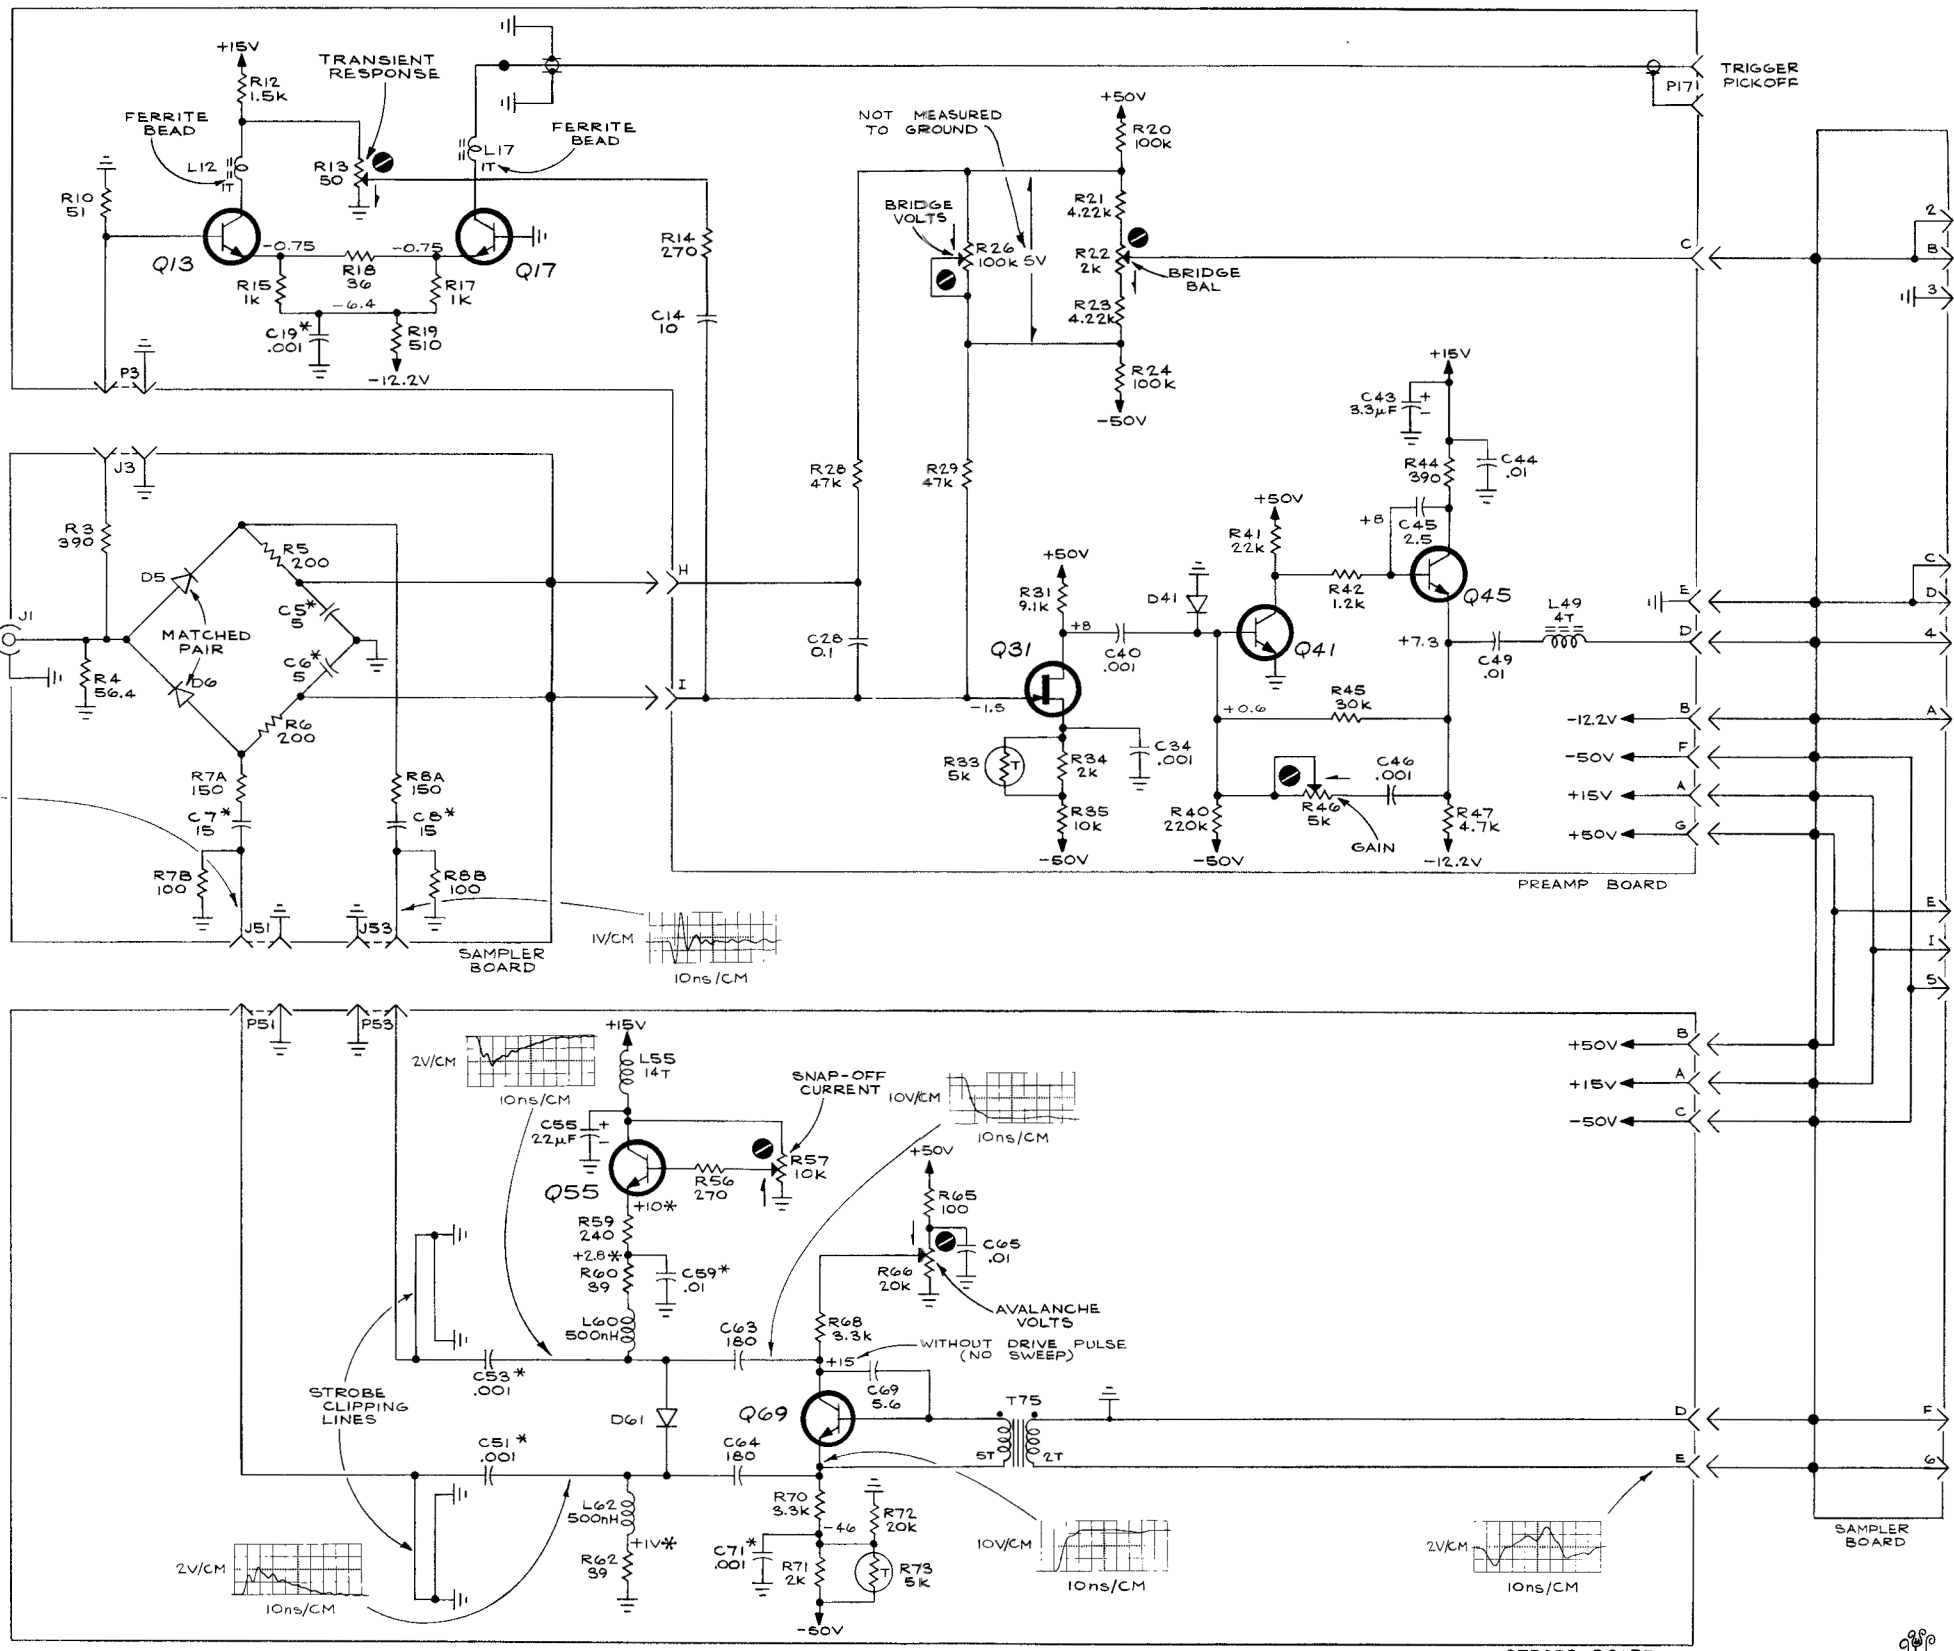 +15V
R12
1.5K
TRANSIENT
RESPONSE
FERRITE
BEAD
L12
1T
R13
50
L17
1T
FERRITE
BEAD
R10
51
Q13
-0.75
R18
36
-0.75
Q17
R15
1K
R17
1K
-6.4
C19*
.001
R19
510
-12.2V
P3
R14
270
C14
10
NOT MEASURED
TO GROUND
+50V
R20
100K
BRIDGE
VOLTS
R26
100K
5V
R21
4.22K
R22
2K
BRIDGE
BAL
R23
4.22K
R24
100K
-50V
P17
TRIGGER
PICKOFF
C
2
B
3
J3
R3
390
D5
R5
200
C5*
5
MATCHED
PAIR
J1
R4
56.4
D6
C6*
5
R6
200
R7A
150
C7*
15
R7B
100
R8A
150
C8*
15
R8B
100
J51
J53
SAMPLER
BOARD
1V/CM
10ns/CM
H
I
R28
47K
R29
47K
C28
0.1
+50V
R31
9.1K
+8
Q31
-1.5
R33
5K
T
R34
2K
C34
.001
R35
10K
-50V
C40
.001
D41
+50V
R41
22K
Q41
R42
1.2K
+8
C45
2.5
+15V
C43
3.3µF
+
-
R44
390
C44
.01
Q45
+7.3
C49
.01
L49
4T
+0.6
R45
30K
R46
5K
C46
.001
GAIN
R40
220K
-50V
R47
4.7K
-12.2V
PREAMP BOARD
E
D
-12.2V
B
-50V
F
+15V
A
+50V
G
C
D
4
A
E
I
5
P51
P53
2V/CM
10ns/CM
+15V
L55
14T
C55
22µF
+
-
Q55
R56
270
R57
10K
SNAP-OFF
CURRENT
10V/CM
10ns/CM
+10*
R59
240
+2.8*
R60
39
C59*
.01
L60
500nH
+50V
R65
100
C65
.01
R66
20K
AVALANCHE
VOLTS
R68
3.3K
+15
WITHOUT DRIVE PULSE
(NO SWEEP)
C63
180
C69
5.6
Q69
T75
5T
2T
C53*
.001
STROBE
CLIPPING
LINES
D61
C51*
.001
C64
180
L62
500nH
+1V*
R62
39
R70
3.3K
-46
R72
20K
C71*
.001
R71
2K
T
R73
5K
-50V
2V/CM
10ns/CM
10V/CM
10ns/CM
2V/CM
10ns/CM
+50V
B
+15V
A
-50V
C
D
E
F
6
SAMPLER
BOARD